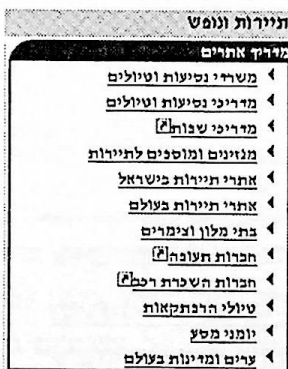 תיירות ונופש
מדריך אתרים
משרדי נסיעות וטיולים
מדריכי נסיעות וטיולים
מדריכי שכות
מגזינים ומוספים לתיירות
אתרי תיירות בישראל
אתרי תיירות בעולם
בתי מלון וצימרים
חברות תעופה
חברות השכרת רכב
טיולי הרפתקאות
יומני מסע
ערים ומדינות בעולם